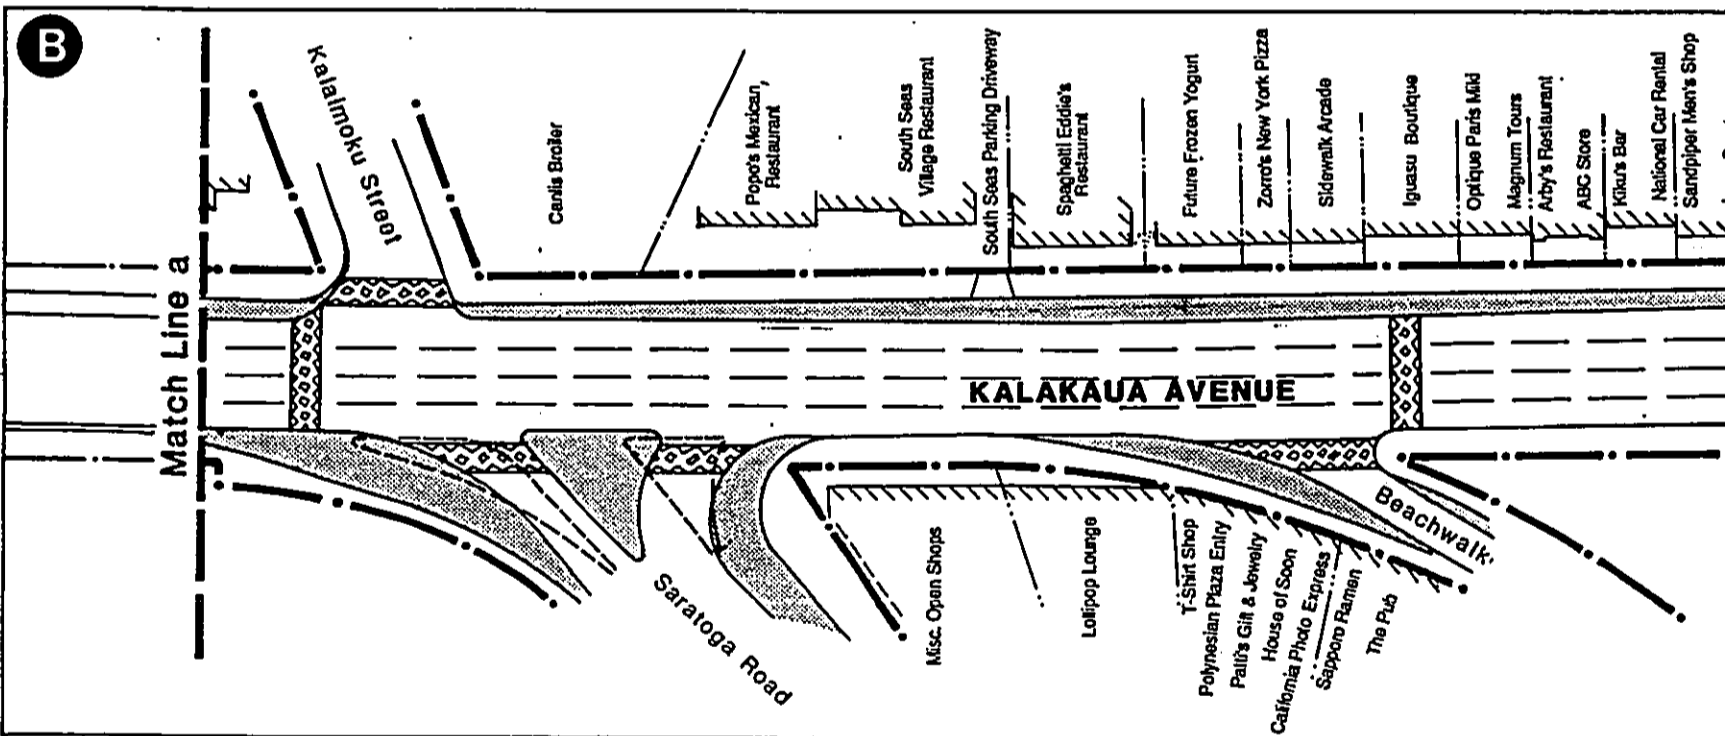 B
Kalaimoku Street
Canlis Broiler
Popo's Mexican
Restaurant
South Seas
Village Restaurant
South Seas Parking Driveway
Spaghetti Eddie's
Restaurant
Future Frozen Yogurt
Zorro's New York Pizza
Sidewalk Arcade
Iguasu Boutique
Optique Paris Miki
Magnum Tours
Arby's Restaurant
ABC Store
Kiku's Bar
National Car Rental
Sandpiper Men's Shop
Match Line a
KALAKAUA AVENUE
Saratoga Road
Misc. Open Shops
Lollipop Lounge
T-Shirt Shop
Polynesian Plaza Entry
Patti's Gift & Jewelry
House of Soon
California Photo Express
Sapporo Ramen
The Pub
Beachwalk